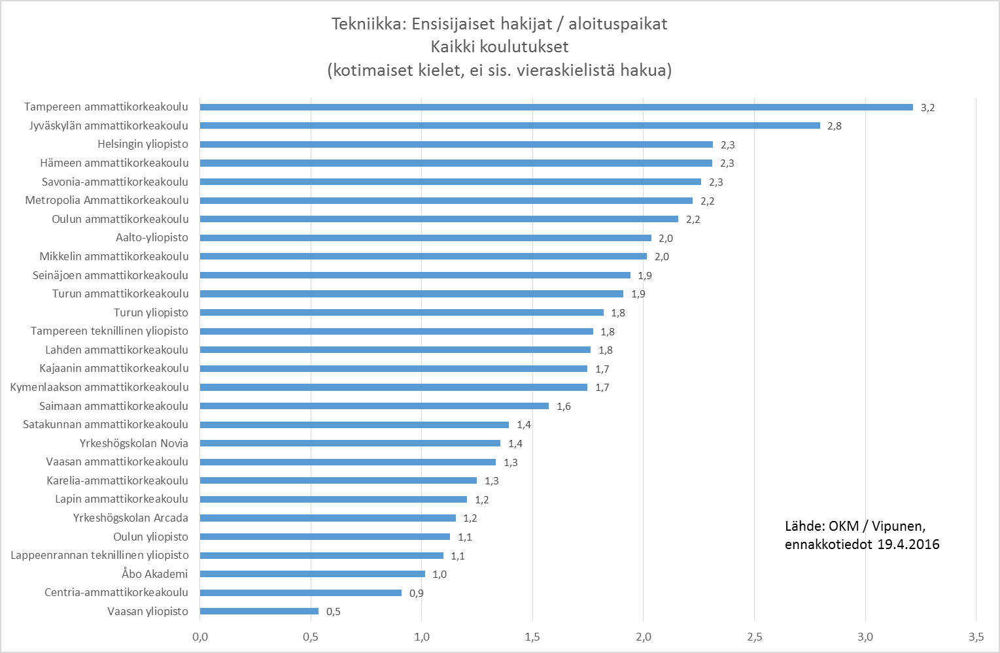 Tekniikka: Ensisijaiset hakijat / aloituspaikat
Kaikki koulutukset
(kotimaiset kielet, ei sis. vieraskielistä hakua)
Tampereen ammattikorkeakoulu 3,2
Jyväskylän ammattikorkeakoulu 2,8
Helsingin yliopisto 2,3
Hämeen ammattikorkeakoulu 2,3
Savonia-ammattikorkeakoulu 2,3
Metropolia Ammattikorkeakoulu 2,2
Oulun ammattikorkeakoulu 2,2
Aalto-yliopisto 2,0
Mikkelin ammattikorkeakoulu 2,0
Seinäjoen ammattikorkeakoulu 1,9
Turun ammattikorkeakoulu 1,9
Turun yliopisto 1,8
Tampereen teknillinen yliopisto 1,8
Lahden ammattikorkeakoulu 1,8
Kajaanin ammattikorkeakoulu 1,7
Kymenlaakson ammattikorkeakoulu 1,7
Saimaan ammattikorkeakoulu 1,6
Satakunnan ammattikorkeakoulu 1,4
Yrkeshögskolan Novia 1,4
Vaasan ammattikorkeakoulu 1,3
Karelia-ammattikorkeakoulu 1,3
Lapin ammattikorkeakoulu 1,2
Yrkeshögskolan Arcada 1,2
Oulun yliopisto 1,1
Lappeenrannan teknillinen yliopisto 1,1
Åbo Akademi 1,0
Centria-ammattikorkeakoulu 0,9
Vaasan yliopisto 0,5
Lähde: OKM / Vipunen,
ennakkotiedot 19.4.2016
0,0 0,5 1,0 1,5 2,0 2,5 3,0 3,5